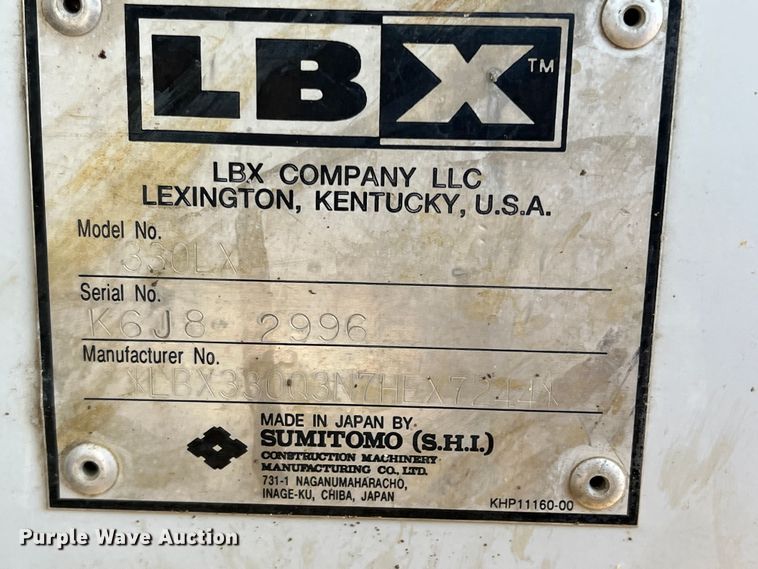 LBX™
LBX COMPANY LLC
LEXINGTON, KENTUCKY, U.S.A.
Model No.
330LX
Serial No.
K6J8 2996
Manufacturer No.
MADE IN JAPAN BY
SUMITOMO (S.H.I.)
CONSTRUCTION MACHINERY
MANUFACTURING CO., LTD.
731-1 NAGANUMAHARACHO,
INAGE-KU, CHIBA, JAPAN
KHP11160-00
Purple Wave Auction